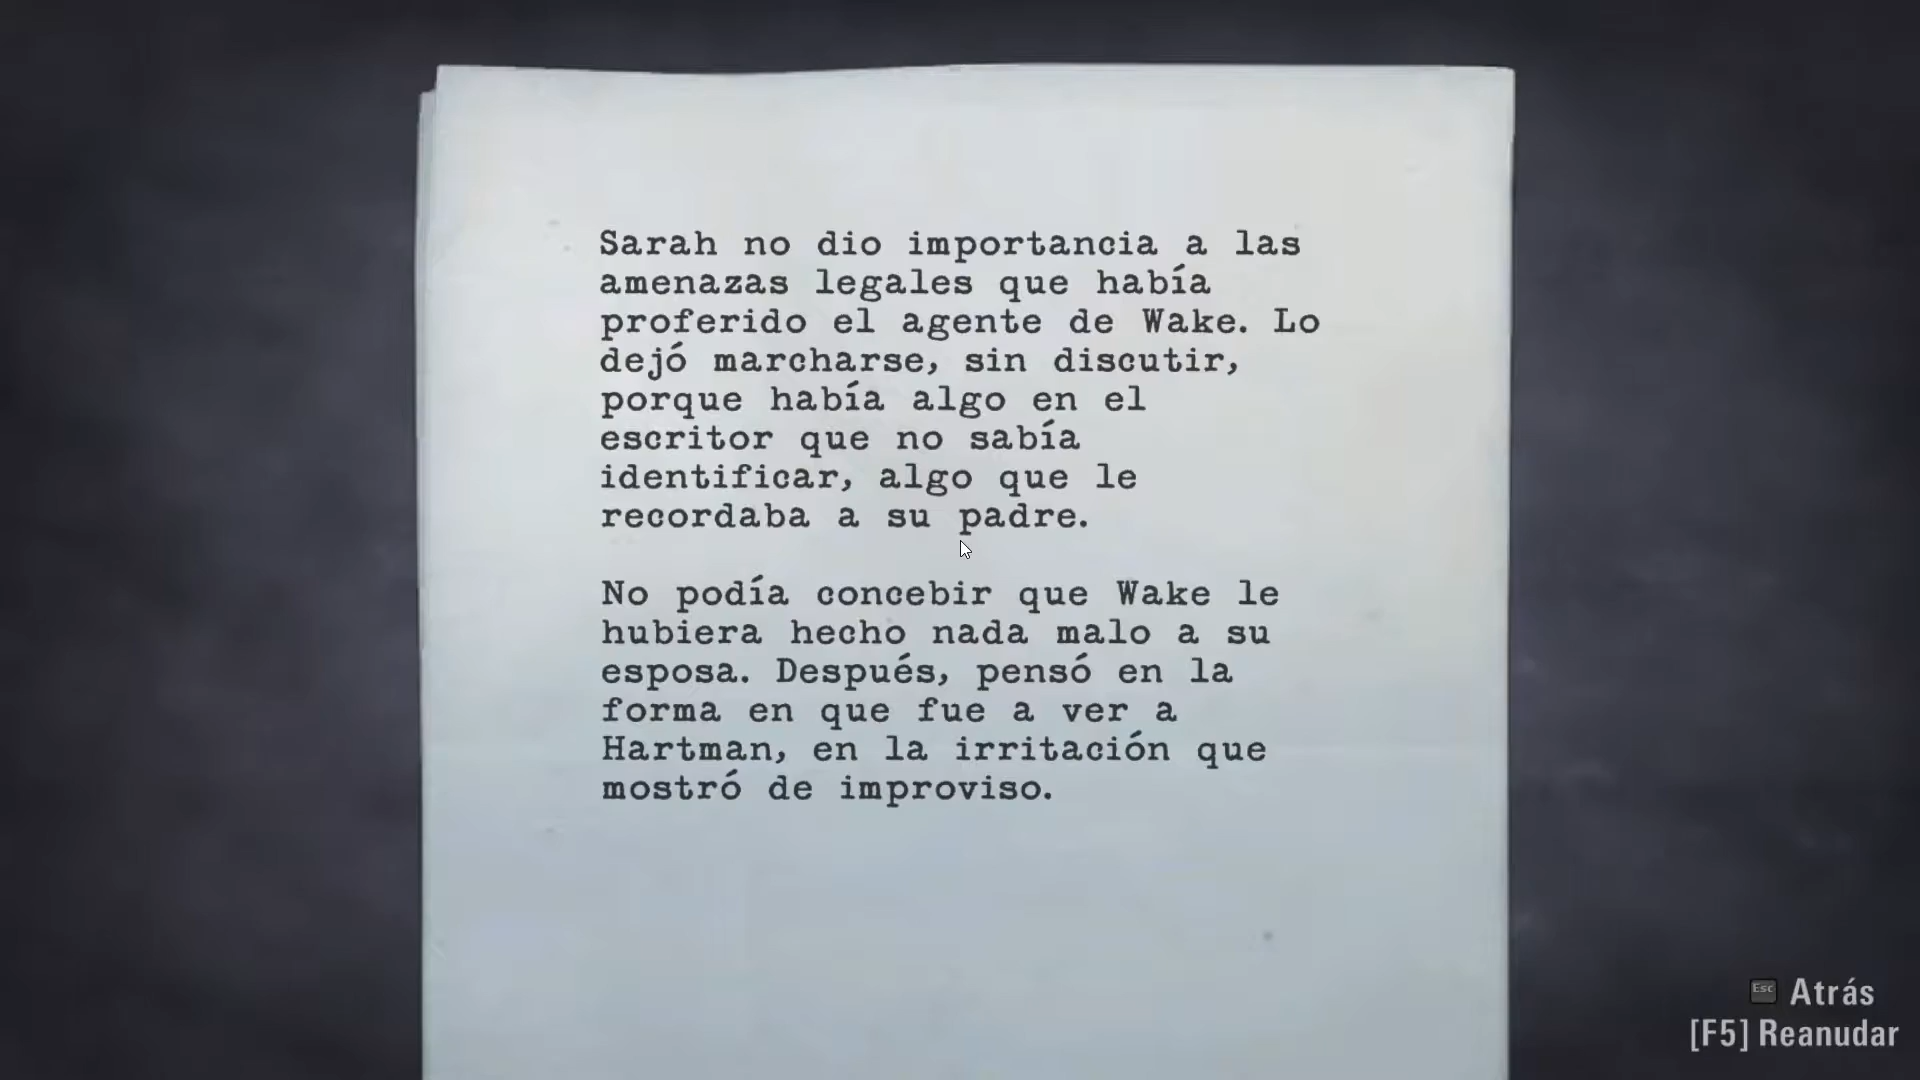 Sarah no dio importancia a las
amenazas legales que había
proferido el agente de Wake. Lo
dejó marcharse, sin discutir,
porque había algo en el
escritor que no sabía
identificar, algo que le
recordaba a su padre.
No podía concebir que Wake le
hubiera hecho nada malo a su
esposa. Después, pensó en la
forma en que fue a ver a
Hartman, en la irritación que
mostró de improviso.
Esc Atrás
[F5] Reanudar